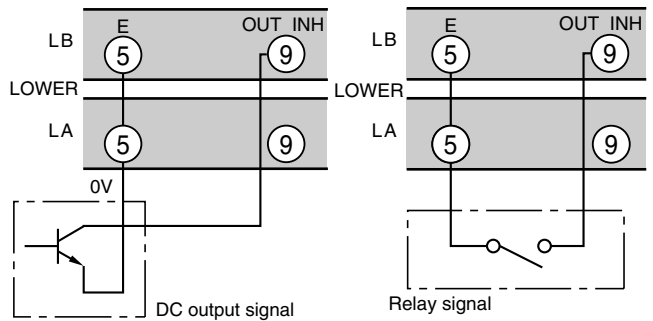 E OUT INH
LB 5 9
LOWER
LA 5 9
0V
DC output signal
E OUT INH
LB 5 9
LOWER
LA 5 9
Relay signal